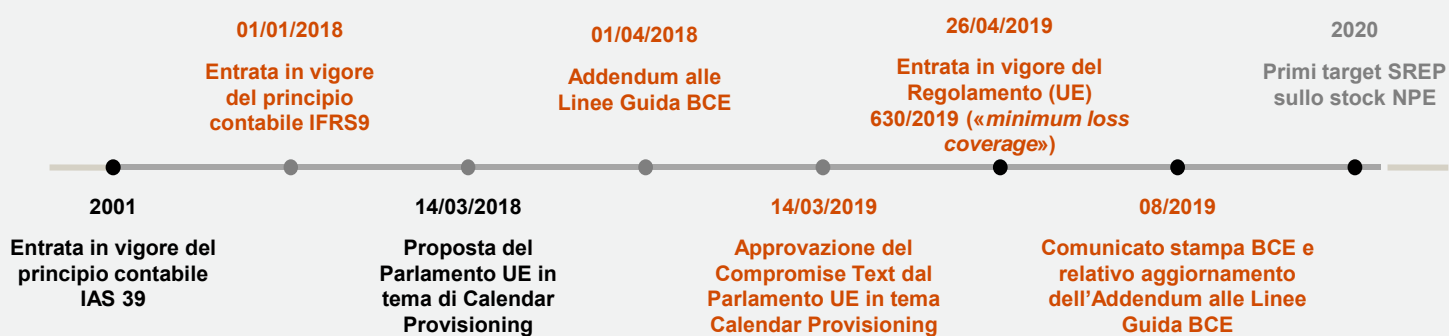 01/01/2018
Entrata in vigore
del principio
contabile IFRS9
01/04/2018
Addendum alle
Linee Guida BCE
26/04/2019
Entrata in vigore del
Regolamento (UE)
630/2019 («minimum loss
coverage»)
2020
Primi target SREP
sullo stock NPE
2001
Entrata in vigore del
principio contabile
IAS 39
14/03/2018
Proposta del
Parlamento UE in
tema di Calendar
Provisioning
14/03/2019
Approvazione del
Compromise Text dal
Parlamento UE in tema
Calendar Provisioning
08/2019
Comunicato stampa BCE e
relativo aggiornamento
dell'Addendum alle Linee
Guida BCE